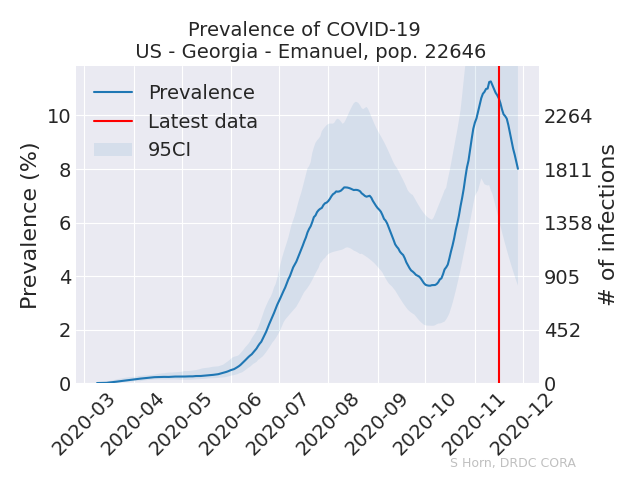 Prevalence of COVID-19
US - Georgia - Emanuel, pop. 22646
Prevalence
Latest data
95CI
Prevalence (%)
10
8
6
4
2
0
2264
1811
1358
905
452
0
# of infections
2020-03
2020-04
2020-05
2020-06
2020-07
2020-08
2020-09
2020-10
2020-11
2020-12
S Horn, DRDC CORA